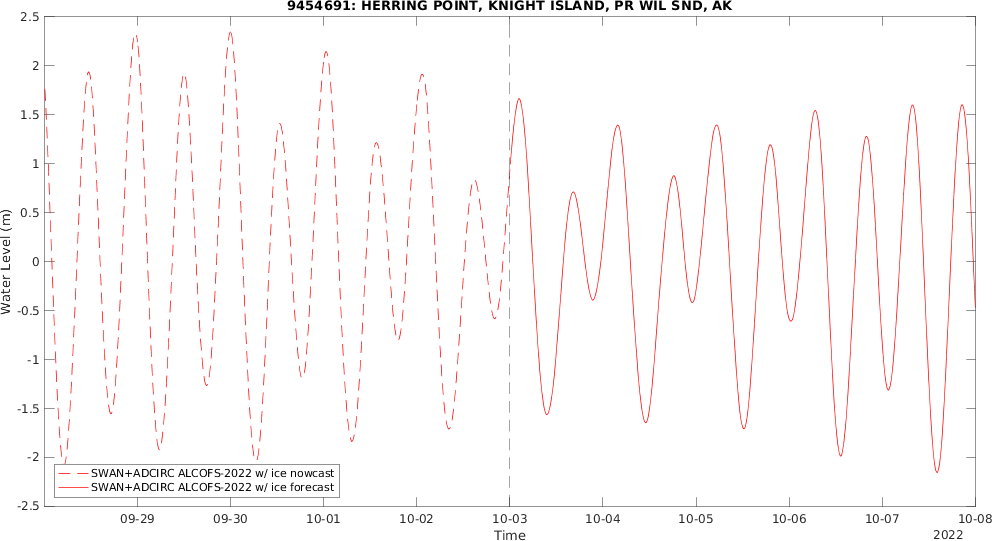 9454691: HERRING POINT, KNIGHT ISLAND, PR WIL SND, AK
2.5
2
1.5
1
0.5
0
-0.5
-1
-1.5
-2
-2.5
Water Level (m)
SWAN+ADCIRC ALCOFS-2022 w/ ice nowcast
SWAN+ADCIRC ALCOFS-2022 w/ ice forecast
09-29 09-30 10-01 10-02 10-03 10-04 10-05 10-06 10-07 10-08
Time
2022